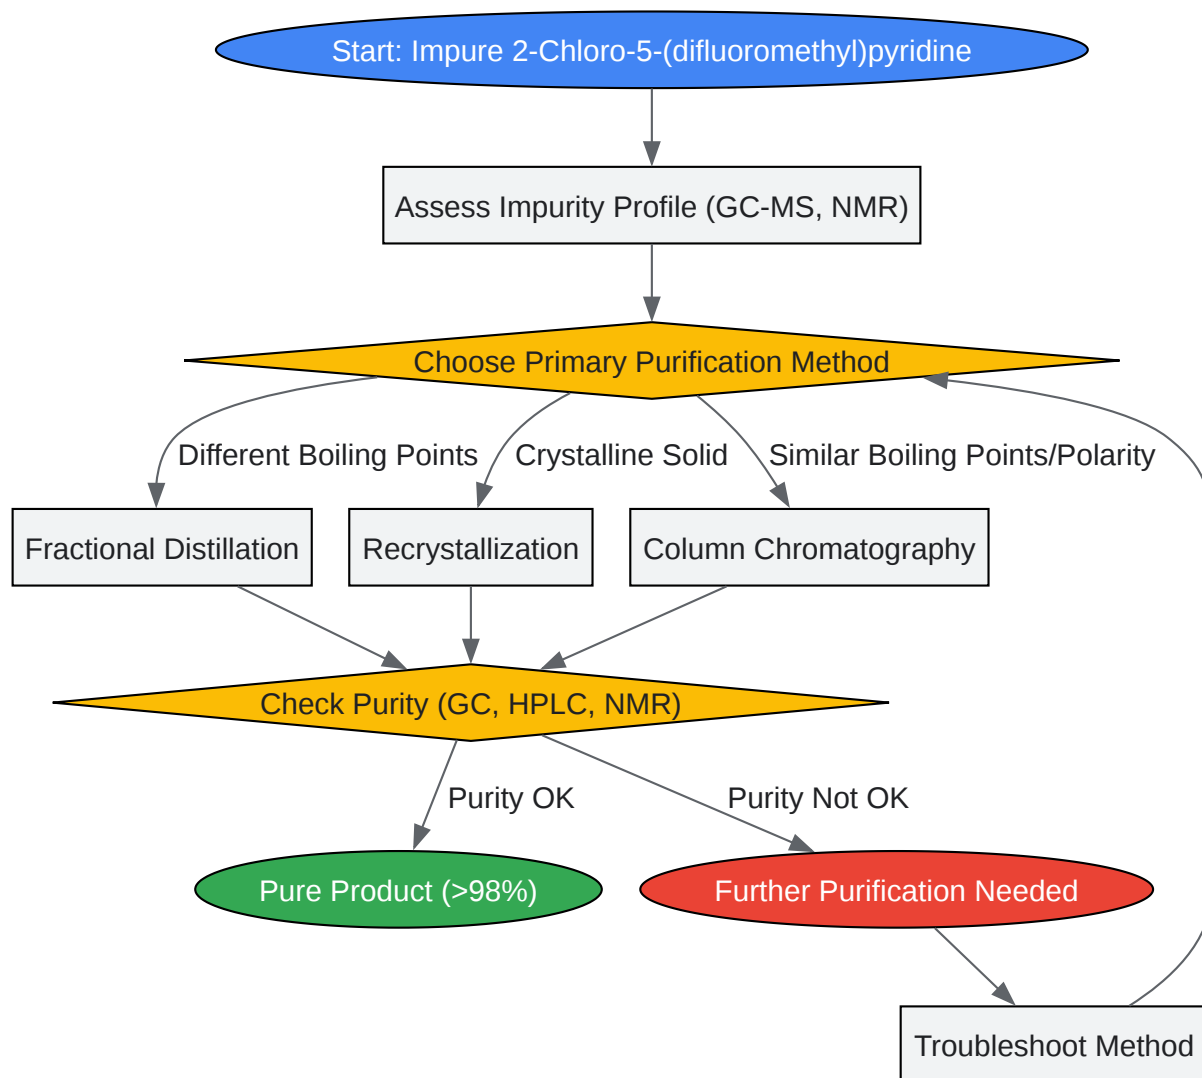 Start: Impure 2-Chloro-5-(difluoromethyl)pyridine
Assess Impurity Profile (GC-MS, NMR)
Choose Primary Purification Method
Different Boiling Points
Crystalline Solid
Similar Boiling Points/Polarity
Fractional Distillation
Recrystallization
Column Chromatography
Check Purity (GC, HPLC, NMR)
Purity OK
Purity Not OK
Pure Product (>98%)
Further Purification Needed
Troubleshoot Method